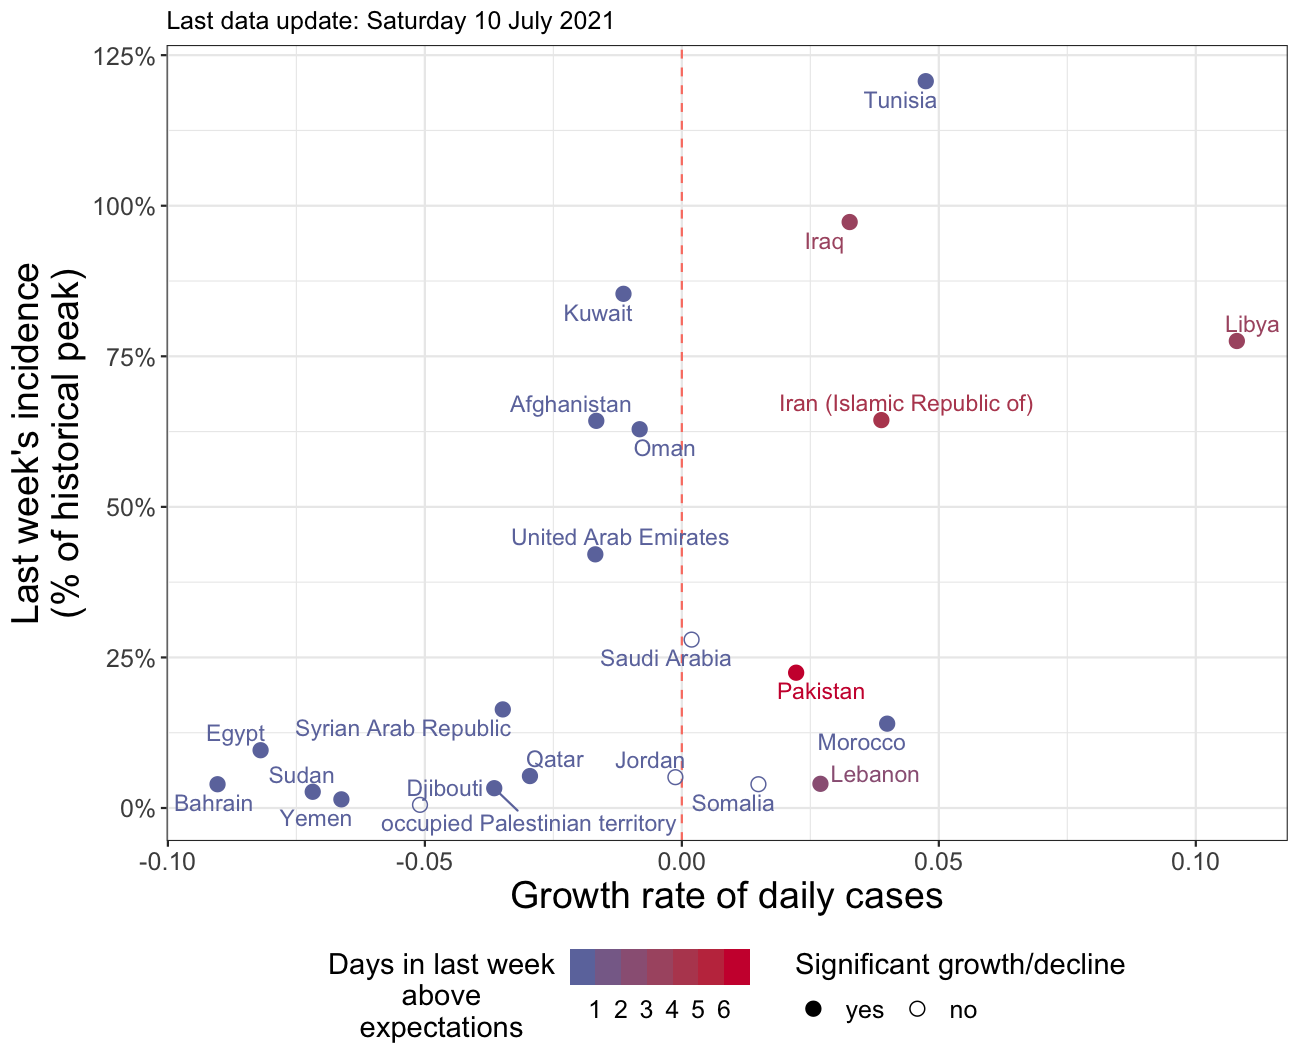 Last data update: Saturday 10 July 2021
125%
100%
75%
50%
25%
0%
Last week's incidence
(% of historical peak)
Tunisia
Iraq
Kuwait
Libya
Afghanistan
Iran (Islamic Republic of)
Oman
United Arab Emirates
Saudi Arabia
Pakistan
Syrian Arab Republic
Egypt
Morocco
Qatar
Jordan
Sudan
Lebanon
Djibouti
Bahrain
Somalia
Yemen
occupied Palestinian territory
-0.10 -0.05 0.00 0.05 0.10
Growth rate of daily cases
Days in last week
above
expectations
1 2 3 4 5 6
Significant growth/decline
yes no